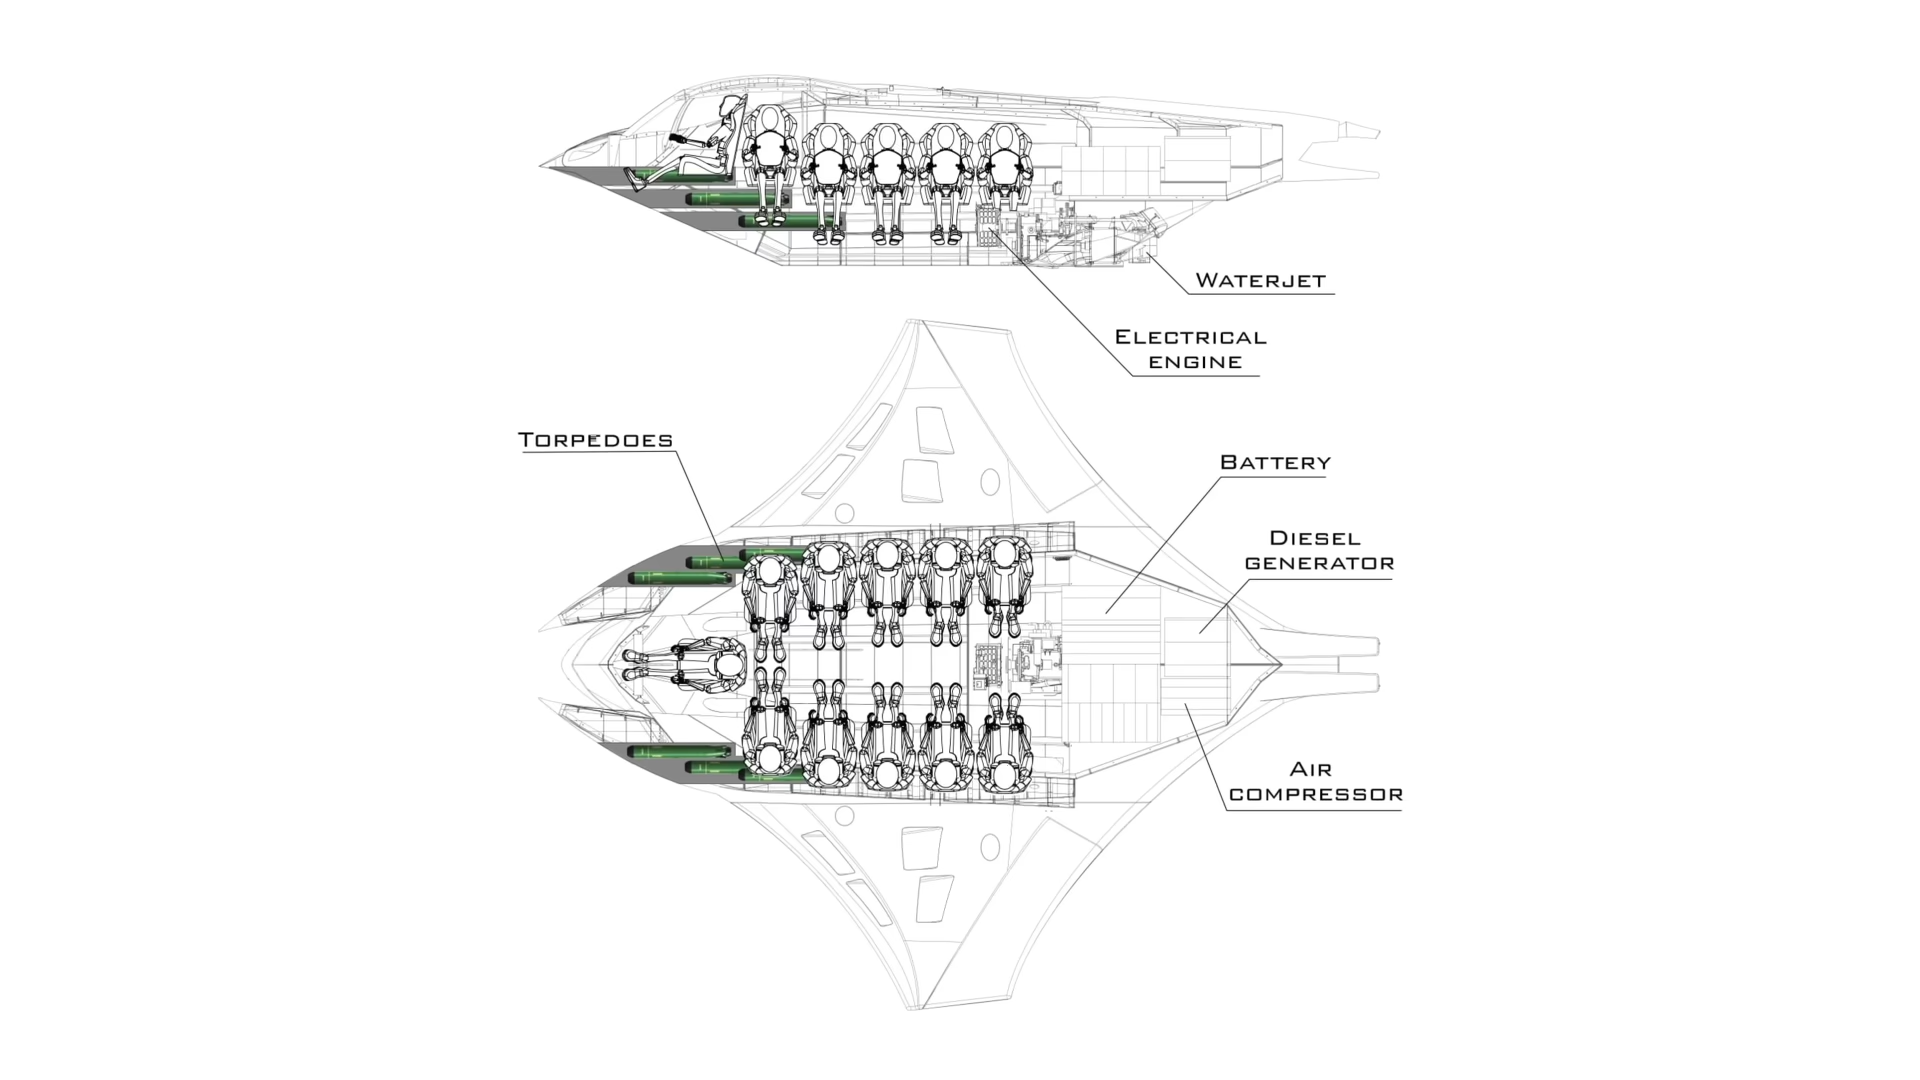 WATERJET
ELECTRICAL
ENGINE
TORPEDOES
BATTERY
DIESEL
GENERATOR
AIR
COMPRESSOR